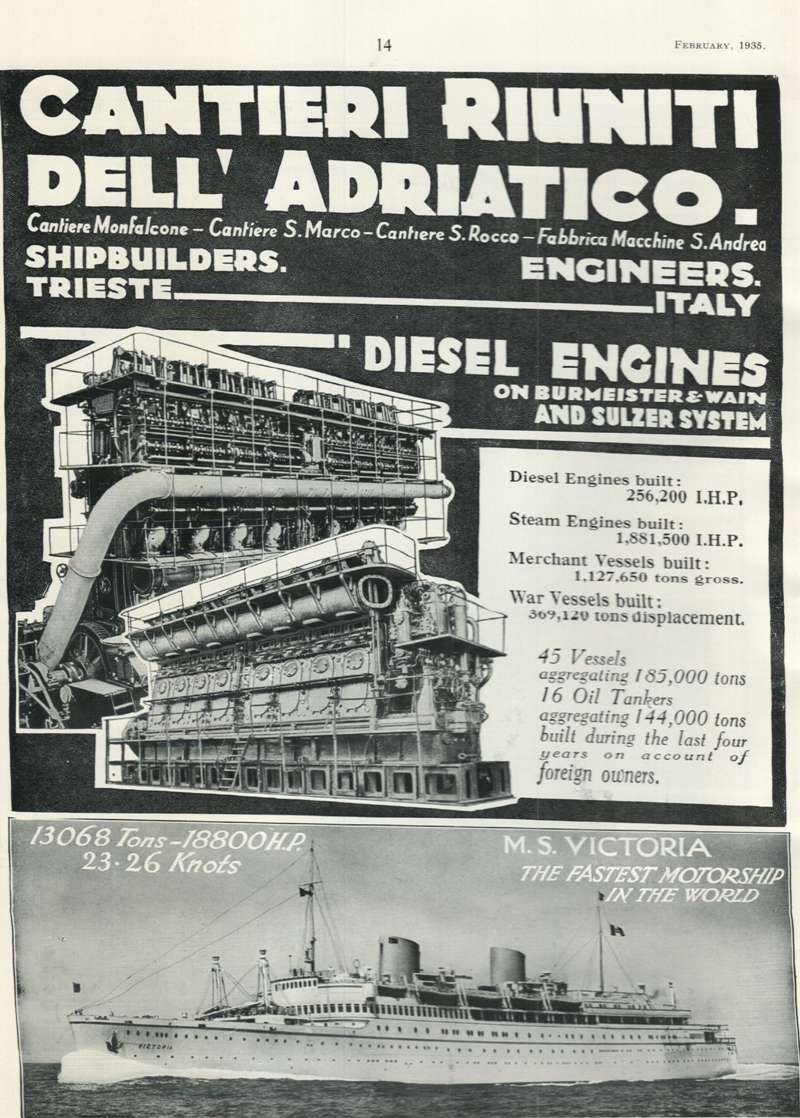 14
FEBRUARY, 1935.
CANTIERI RIUNITI
DELL' ADRIATICO.
Cantiere Monfalcone – Cantiere S. Marco – Cantiere S. Rocco – Fabbrica Macchine S. Andrea
SHIPBUILDERS. ENGINEERS.
TRIESTE ITALY
DIESEL ENGINES
ON BURMEISTER & WAIN
AND SULZER SYSTEM
Diesel Engines built:
256,200 I.H.P.
Steam Engines built:
1,881,500 I.H.P.
Merchant Vessels built:
1,127,650 tons gross.
War Vessels built:
369,120 tons displacement.
45 Vessels
aggregating 185,000 tons
16 Oil Tankers
aggregating 144,000 tons
built during the last four
years on account of
foreign owners.
13068 Tons – 18800 H.P.
23·26 Knots
M. S. VICTORIA
THE FASTEST MOTORSHIP
IN THE WORLD
VICTORIA